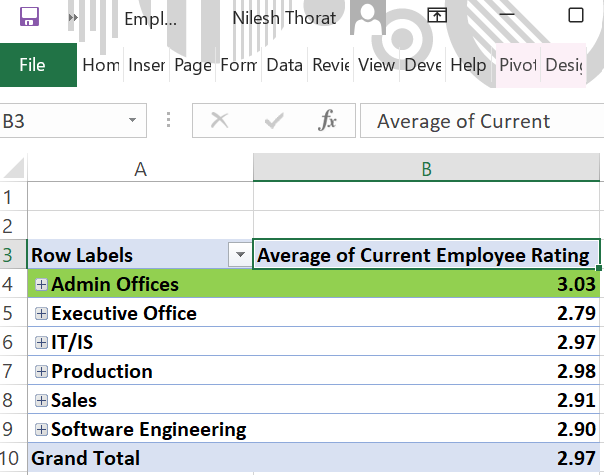 Empl... Nilesh Thorat
File Hom Inser Page Form Data Revie View Deve Help Pivot Desig
B3 fx Average of Current
A B
1
2
3 Row Labels Average of Current Employee Rating
4 Admin Offices 3.03
5 Executive Office 2.79
6 IT/IS 2.97
7 Production 2.98
8 Sales 2.91
9 Software Engineering 2.90
10 Grand Total 2.97